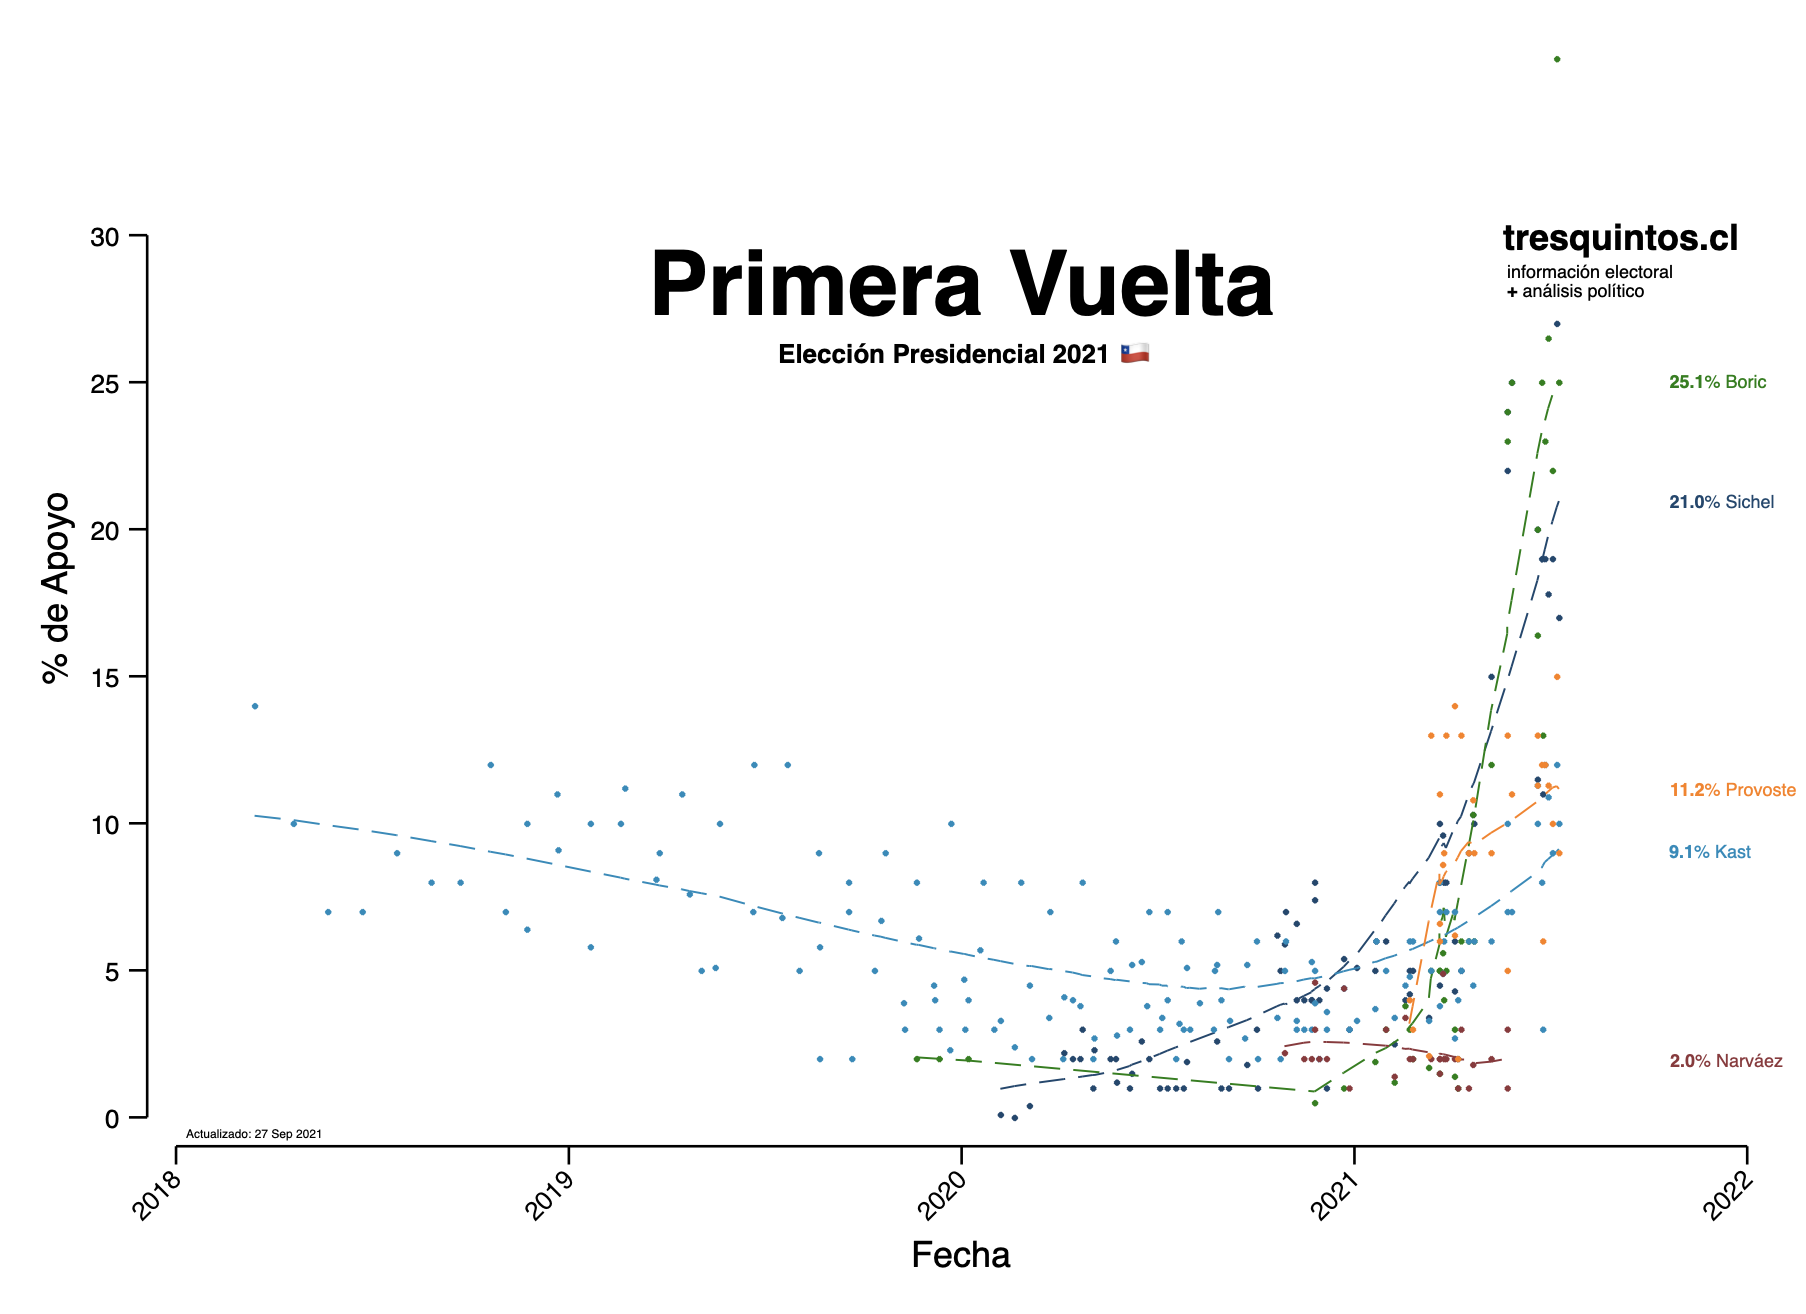 Primera Vuelta
Elección Presidencial 2021
tresquintos.cl
información electoral
+ análisis político
% de Apoyo
30
25
20
15
10
5
0
25.1% Boric
21.0% Sichel
11.2% Provoste
9.1% Kast
2.0% Narváez
Actualizado: 27 Sep 2021
2018
2019
2020
2021
2022
Fecha